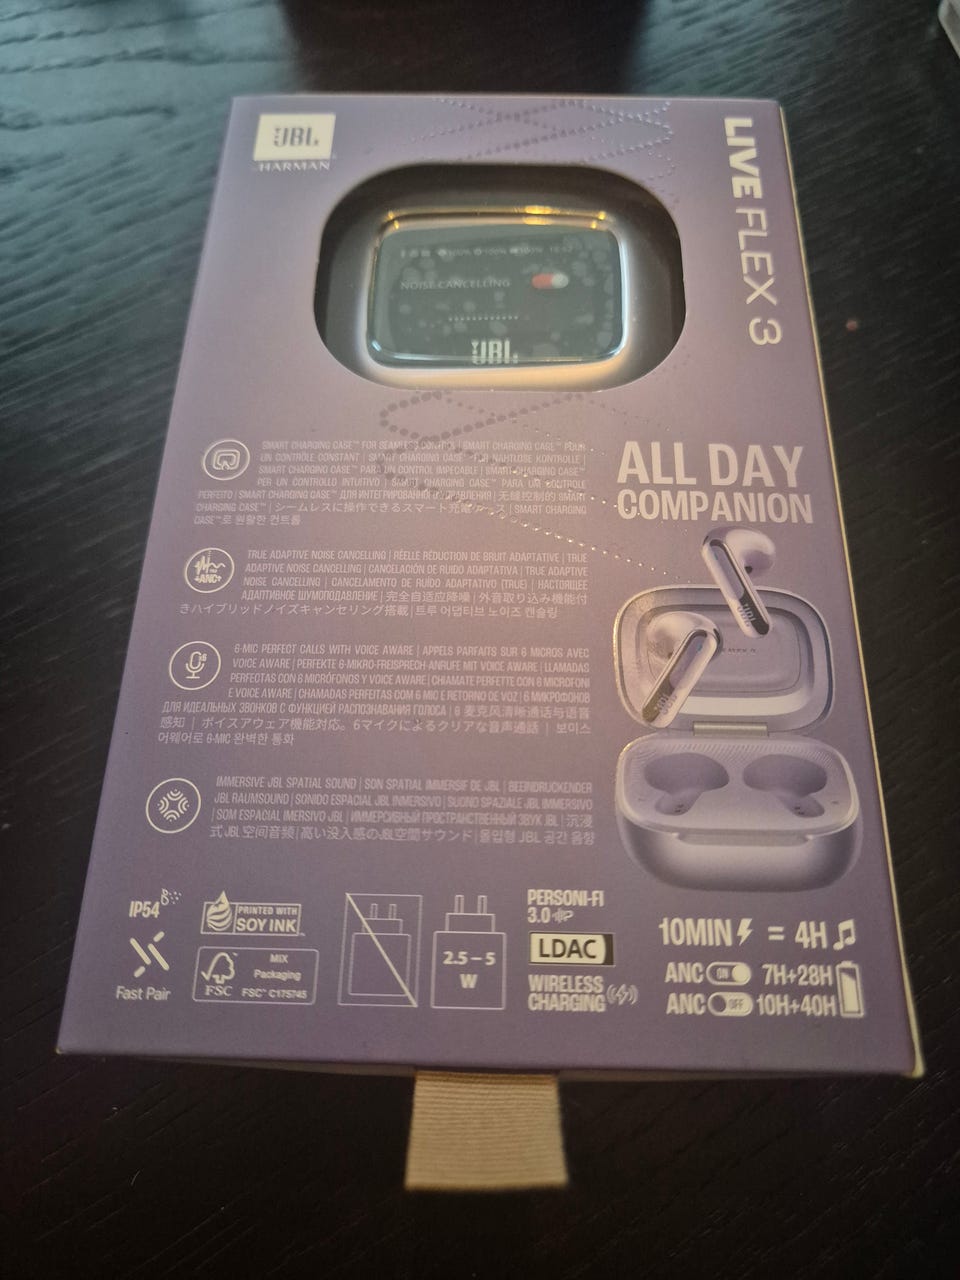 JBL
HARMAN
LIVE FLEX 3
NOISE CANCELLING
JBL
SMART CHARGING CASE™ FOR SEAMLESS CONTROL | SMART CHARGING CASE™ POUR
UN CONTRÔLE CONSTANT | SMART CHARGING CASE™ FÜR NAHTLOSE KONTROLLE |
SMART CHARGING CASE™ PARA UN CONTROL IMPECABLE | SMART CHARGING CASE™
PER UN CONTROLLO INTUITIVO | SMART CHARGING CASE™ PARA UM CONTROLE
PERFEITO | SMART CHARGING CASE™ ДЛЯ ИНТЕГРИРОВАННОГО УПРАВЛЕНИЯ | 无缝控制的 SMART
CHARGING CASE™ | シームレスに操作できるスマート充電ケース | SMART CHARGING
CASE™로 원활한 컨트롤
ALL DAY
COMPANION
TRUE ADAPTIVE NOISE CANCELLING | RÉELLE RÉDUCTION DE BRUIT ADAPTATIVE | TRUE
ADAPTIVE NOISE CANCELLING | CANCELACIÓN DE RUIDO ADAPTATIVA | TRUE ADAPTIVE
NOISE CANCELLING | CANCELAMENTO DE RUÍDO ADAPTATIVO (TRUE) | НАСТОЯЩЕЕ
АДАПТИВНОЕ ШУМОПОДАВЛЕНИЕ | 完全自适应降噪 | 外音取り込み機能付
きハイブリッドノイズキャンセリング搭載 | 트루 어댑티브 노이즈 캔슬링
ANC
6-MIC PERFECT CALLS WITH VOICE AWARE | APPELS PARFAITS SUR 6 MICROS AVEC
VOICE AWARE | PERFEKTE 6-MIKRO-FREISPRECH-ANRUFE MIT VOICE AWARE | LLAMADAS
PERFECTAS CON 6 MICRÓFONOS Y VOICE AWARE | CHIAMATE PERFETTE CON 6 MICROFONI
E VOICE AWARE | CHAMADAS PERFEITAS COM 6 MIC E RETORNO DE VOZ | 6 МИКРОФОНОВ
ДЛЯ ИДЕАЛЬНЫХ ЗВОНКОВ С ФУНКЦИЕЙ РАСПОЗНАВАНИЯ ГОЛОСА | 6 麦克风清晰通话与语音
感知 | ボイスアウェア機能対応。6マイクによるクリアな音声通話 | 보이스
어웨어로 6-MIC 완벽한 통화
6
JBL
JBL
IMMERSIVE JBL SPATIAL SOUND | SON SPATIAL IMMERSIF DE JBL | BEEINDRUCKENDER
JBL RAUMSOUND | SONIDO ESPACIAL JBL INMERSIVO | SUONO SPAZIALE JBL IMMERSIVO
| SOM ESPACIAL IMERSIVO JBL | ИММЕРСИВНЫЙ ПРОСТРАНСТВЕННЫЙ ЗВУК JBL | 沉浸
式 JBL 空间音频 | 高い没入感のJBL空間サウンド | 몰입형 JBL 공간 음향
IP54
Fast Pair
PRINTED WITH
SOY INK
FSC
MIX
Packaging
FSC™ C175745
2.5 – 5
W
PERSONI-FI
3.0
LDAC
WIRELESS
CHARGING
10MIN = 4H
ANC ON 7H+28H
ANC OFF 10H+40H